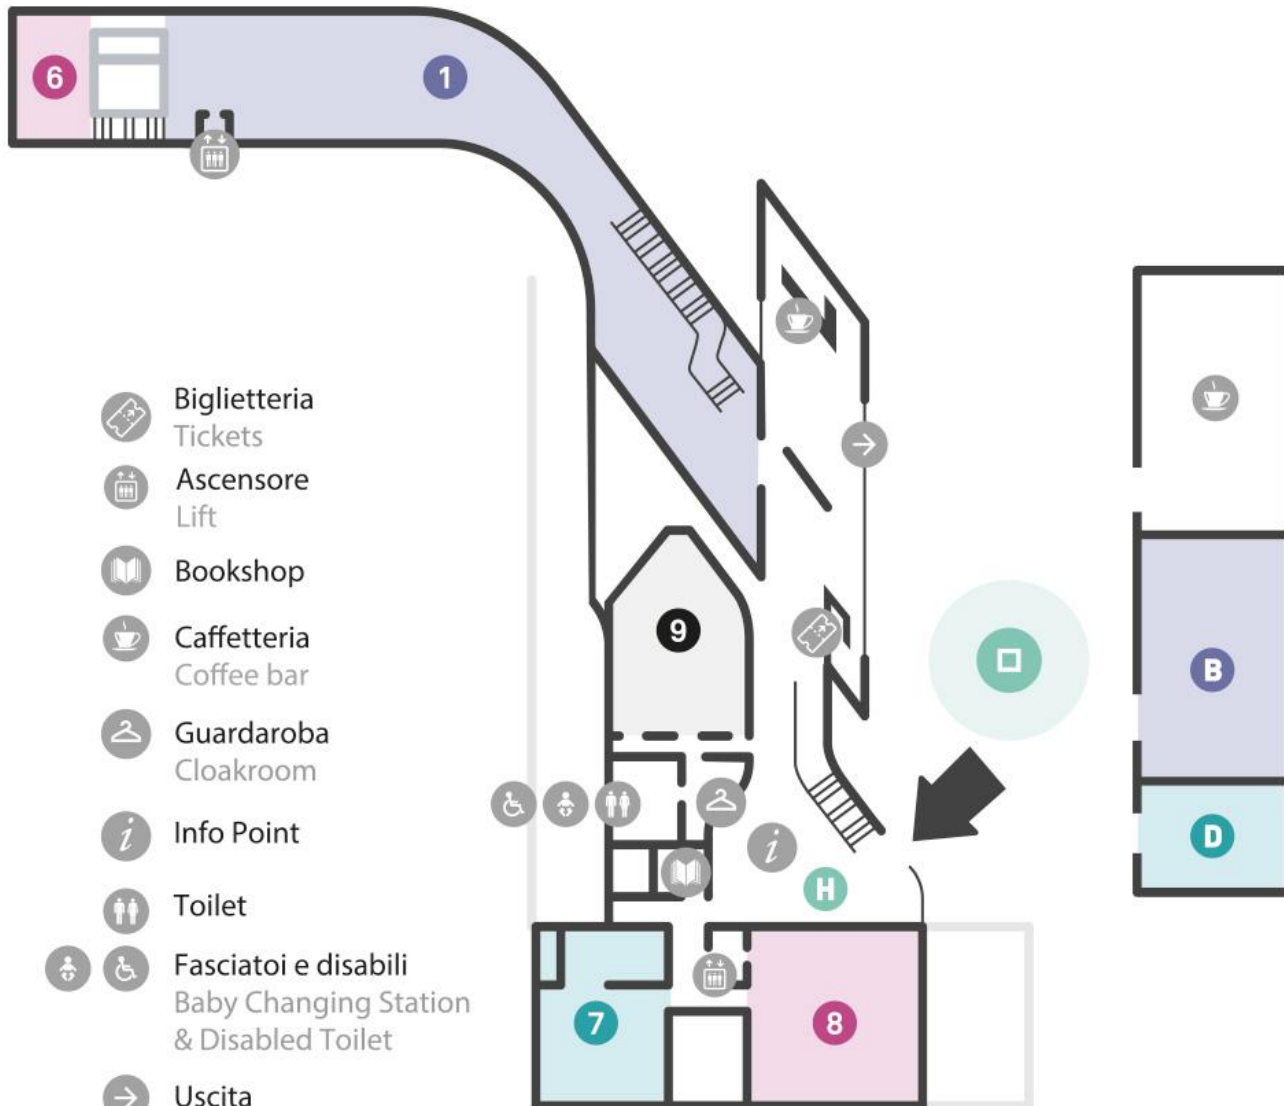 6
1
Biglietteria
Tickets
Ascensore
Lift
Bookshop
Caffetteria
Coffee bar
Guardaroba
Cloakroom
i
Info Point
Toilet
Fasciatoi e disabili
Baby Changing Station
& Disabled Toilet
Uscita
9
i
H
7
8
B
D